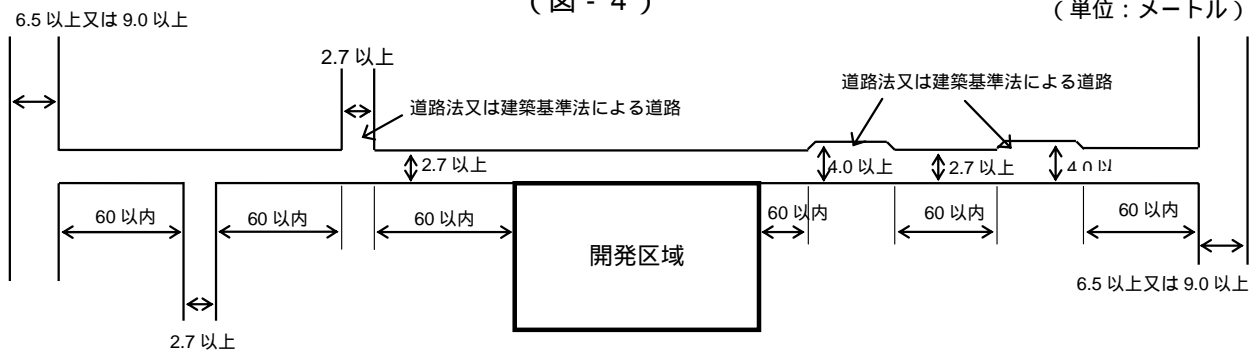 (図-4)
(単位：メートル)
6.5 以上又は 9.0 以上
2.7 以上
道路法又は建築基準法による道路
道路法又は建築基準法による道路
2.7 以上
4.0 以上
2.7 以上
4.0 以
60 以内
60 以内
60 以内
60 以内
60 以内
60 以内
開発区域
6.5 以上又は 9.0 以上
2.7 以上